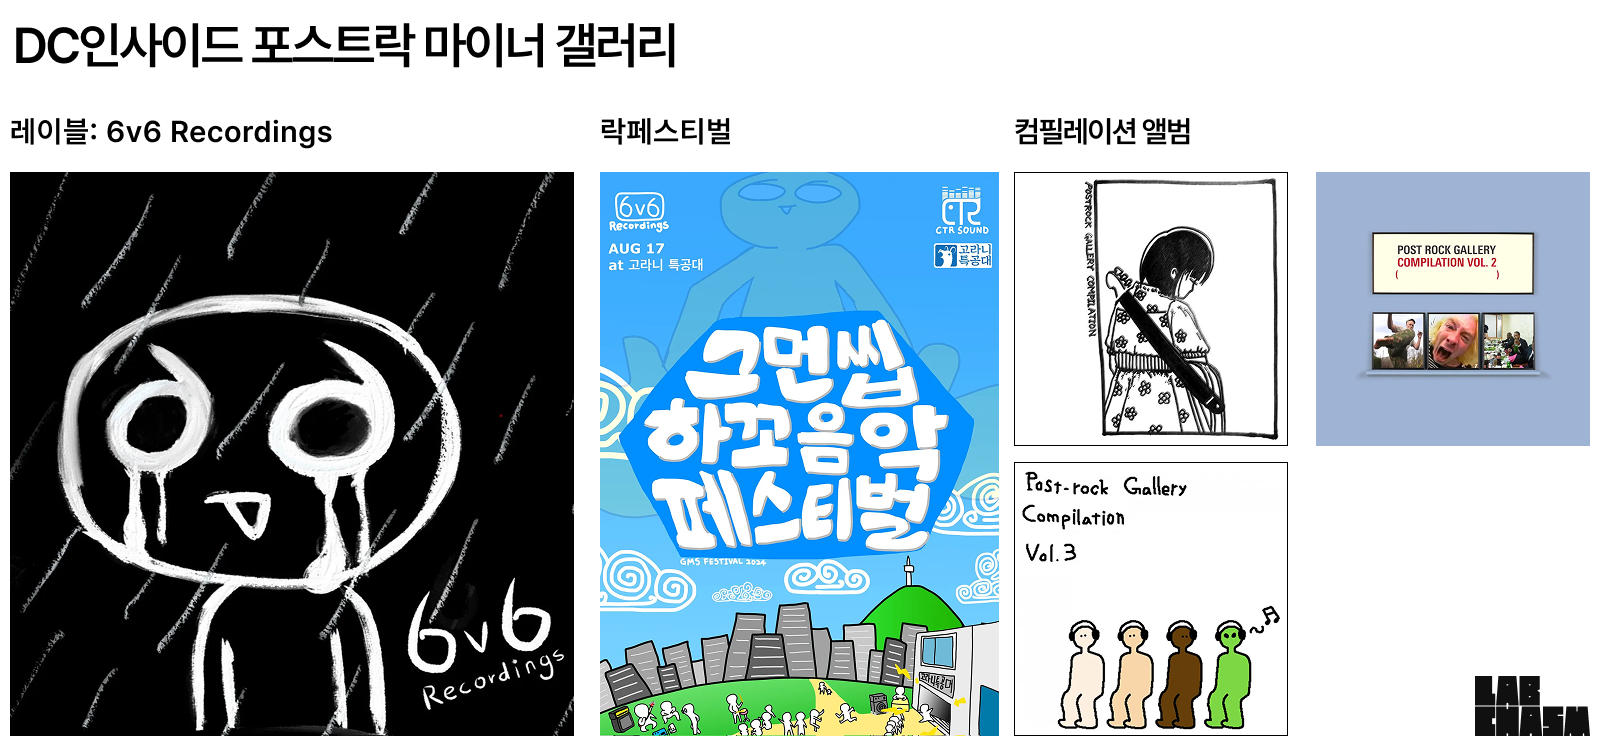 DC인사이드 포스트락 마이너 갤러리
레이블: 6v6 Recordings
6v6
Recordings
락페스티벌
6v6
Recordings
AUG 17
at 고라니 특공대
CTR
CTR SOUND
고라니
특공대
그먼씹
하꼬음악
페스티벌
GMS FESTIVAL 2024
컴필레이션 앨범
POSTROCK GALLERY COMPILATION
POST ROCK GALLERY
COMPILATION VOL. 2
( )
Post-rock Gallery
Compilation
Vol.3
LAB
CHASM